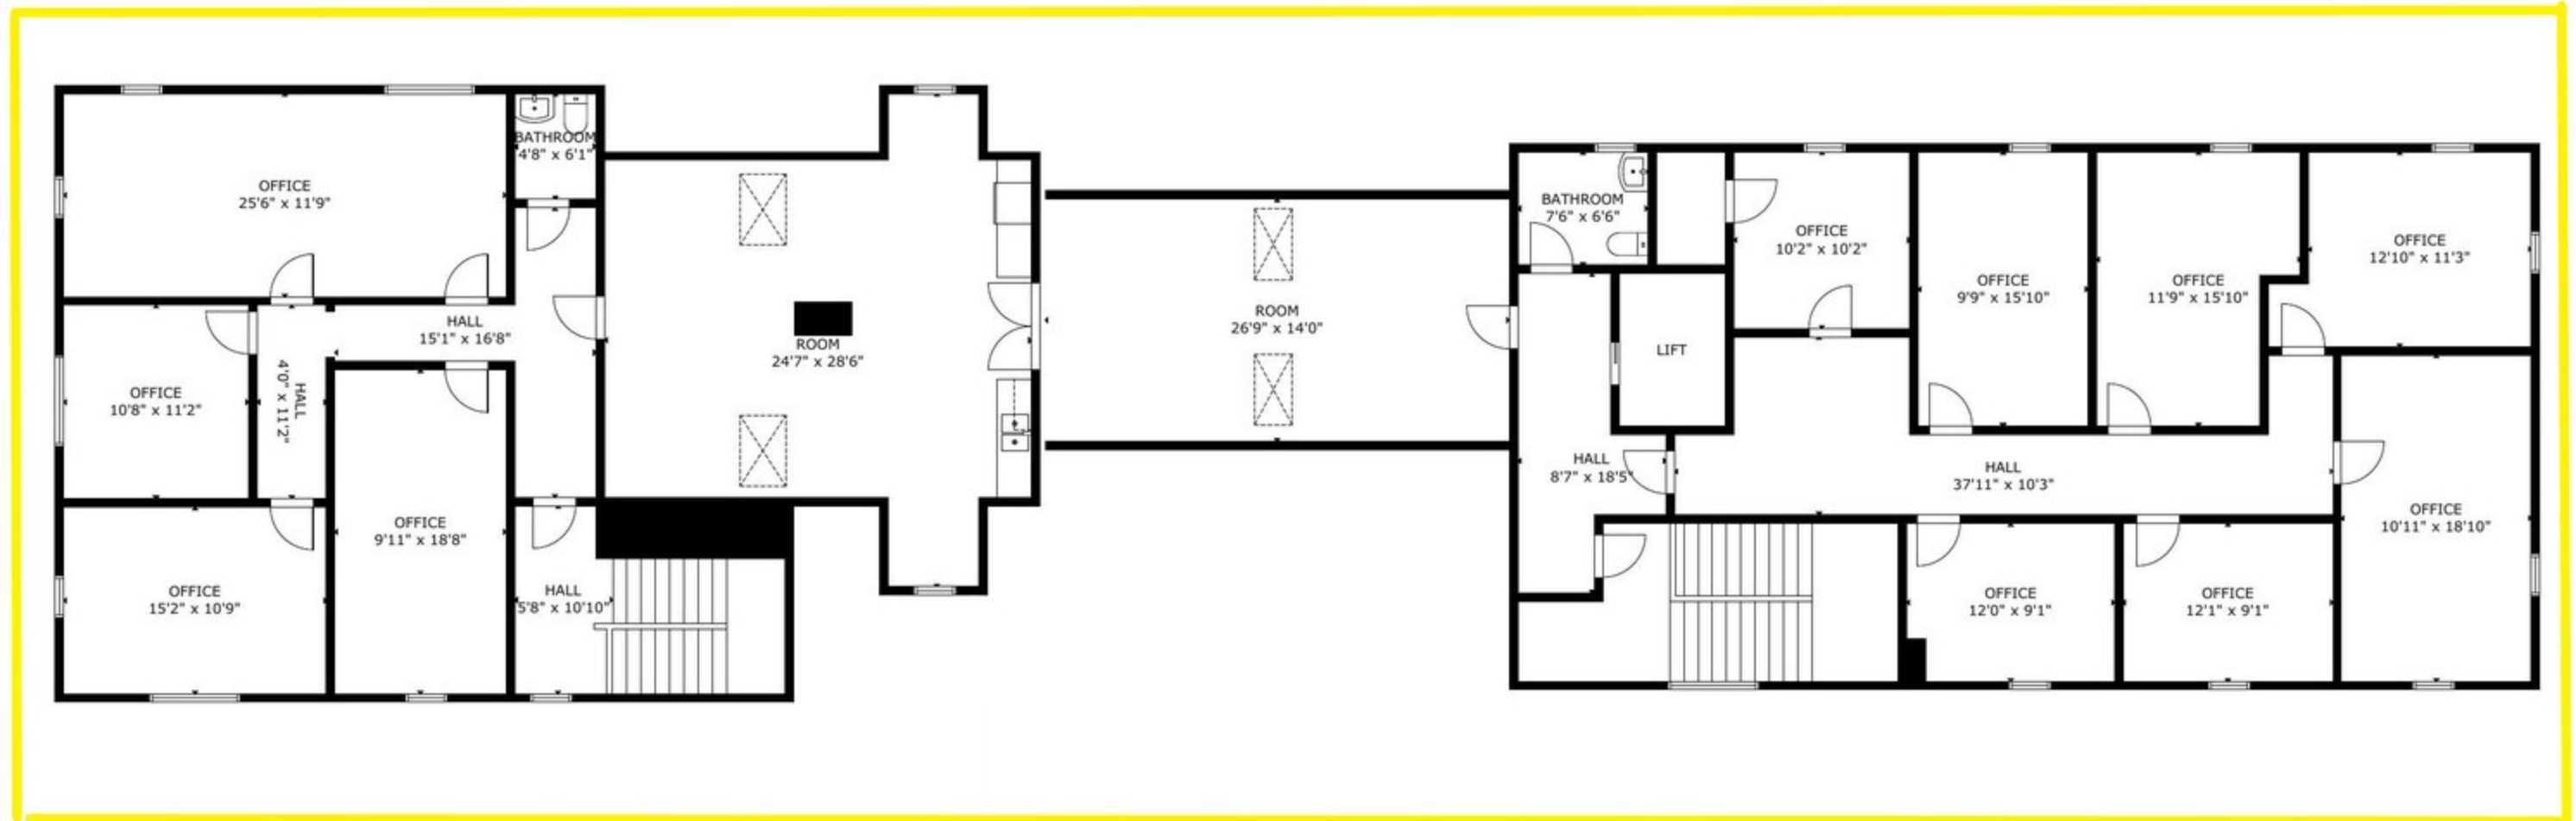 OFFICE
25'6" x 11'9"
BATHROOM
4'8" x 6'1"
HALL
15'1" x 16'8"
OFFICE
10'8" x 11'2"
HALL
4'0" x 11'2"
OFFICE
9'11" x 18'8"
OFFICE
15'2" x 10'9"
HALL
5'8" x 10'10"
ROOM
24'7" x 28'6"
ROOM
26'9" x 14'0"
BATHROOM
7'6" x 6'6"
LIFT
HALL
8'7" x 18'5"
OFFICE
10'2" x 10'2"
OFFICE
9'9" x 15'10"
OFFICE
11'9" x 15'10"
OFFICE
12'10" x 11'3"
HALL
37'11" x 10'3"
OFFICE
10'11" x 18'10"
OFFICE
12'0" x 9'1"
OFFICE
12'1" x 9'1"